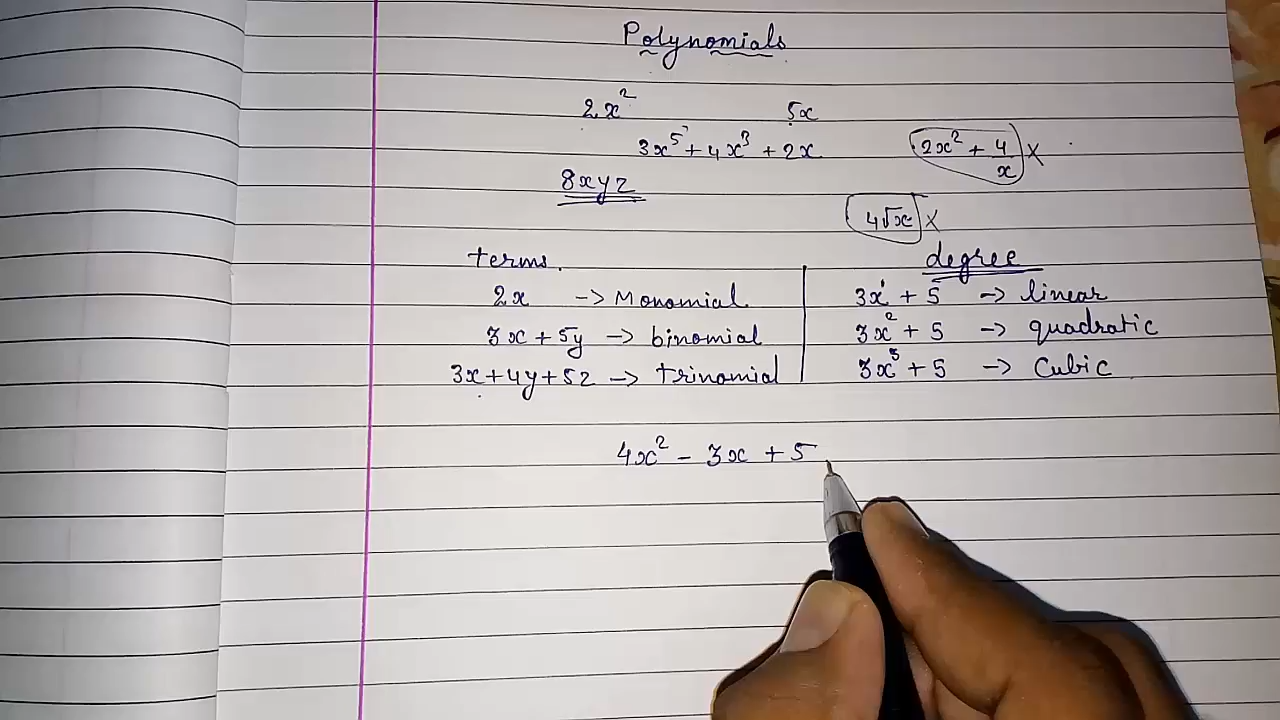 Polynomials
2x² 5x
3x⁵ + 4x³ + 2x 2x² + 4/x ×
8xyz
4√x ×
terms. degree
2x -> Monomial 3x¹ + 5 -> linear
3x + 5y -> binomial 3x² + 5 -> quadratic
3x+4y+5z -> trinomial 3x³ + 5 -> Cubic
4x² - 3x + 5